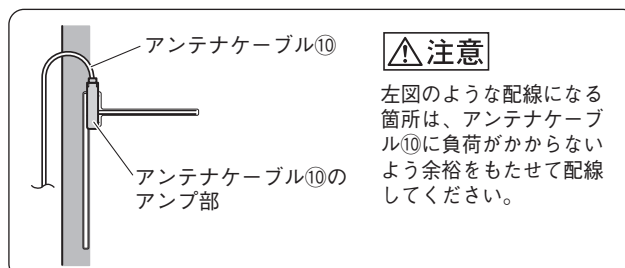 アンテナケーブル⑩
アンテナケーブル⑩の
アンプ部
注意
左図のような配線になる
箇所は、アンテナケーブ
ル⑩に負荷がかからない
よう余裕をもたせて配線
してください。